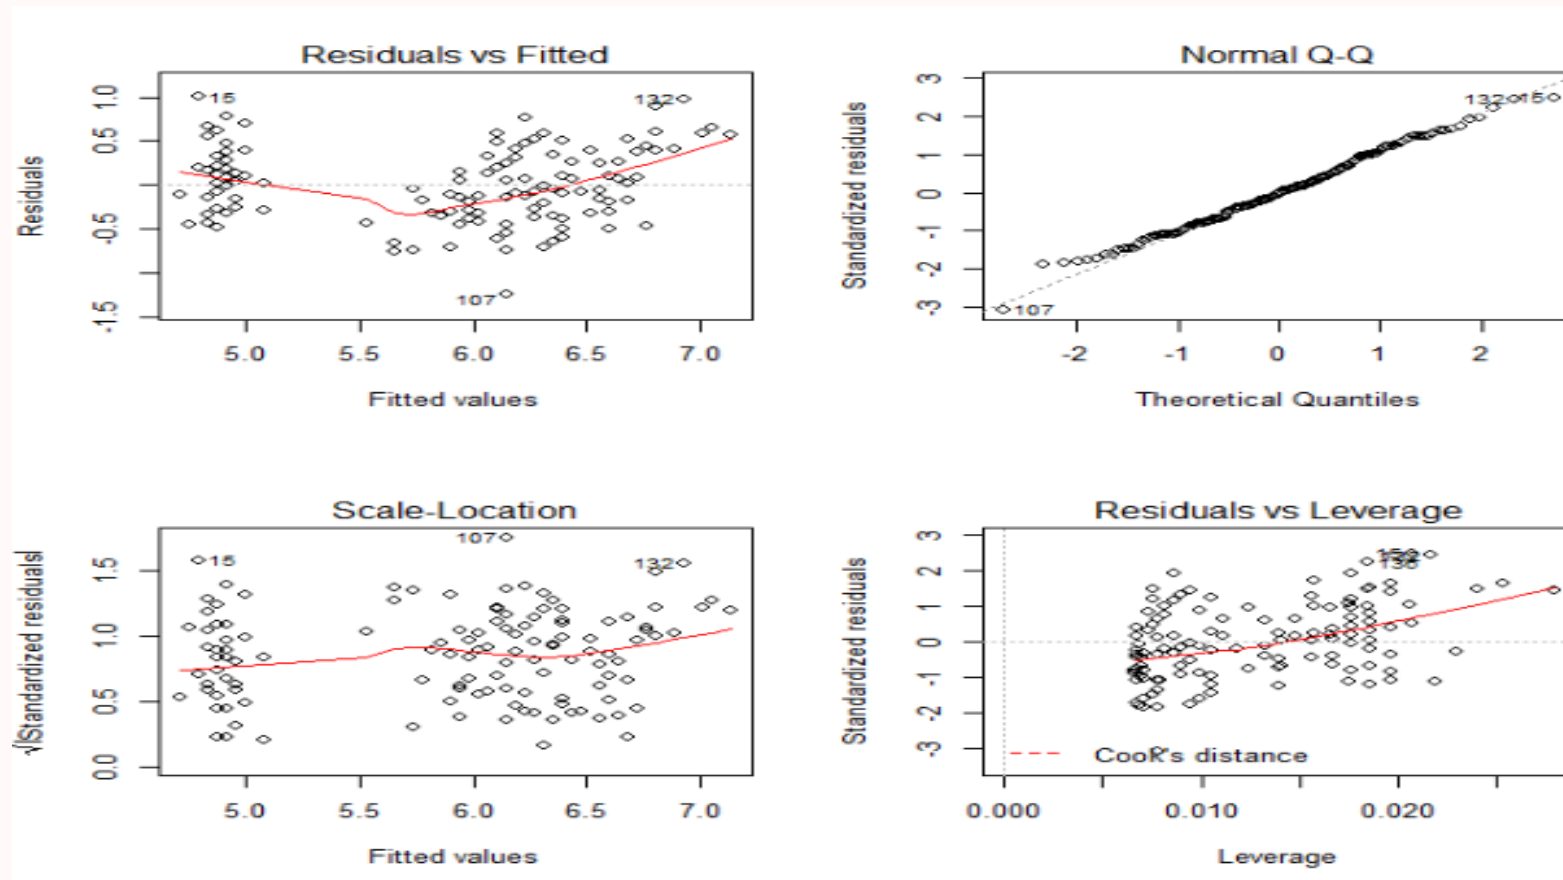 Residuals vs Fitted
Residuals
1.0
0.5
-0.5
-1.5
15
132
107
5.0 5.5 6.0 6.5 7.0
Fitted values
Normal Q-Q
Standardized residuals
3
2
1
0
-1
-2
-3
132
15
107
-2 -1 0 1 2
Theoretical Quantiles
Scale-Location
√|Standardized residuals|
1.5
1.0
0.5
0.0
15
107
132
5.0 5.5 6.0 6.5 7.0
Fitted values
Residuals vs Leverage
Standardized residuals
3
2
1
0
-1
-2
-3
Cook's distance
0.000 0.010 0.020
Leverage